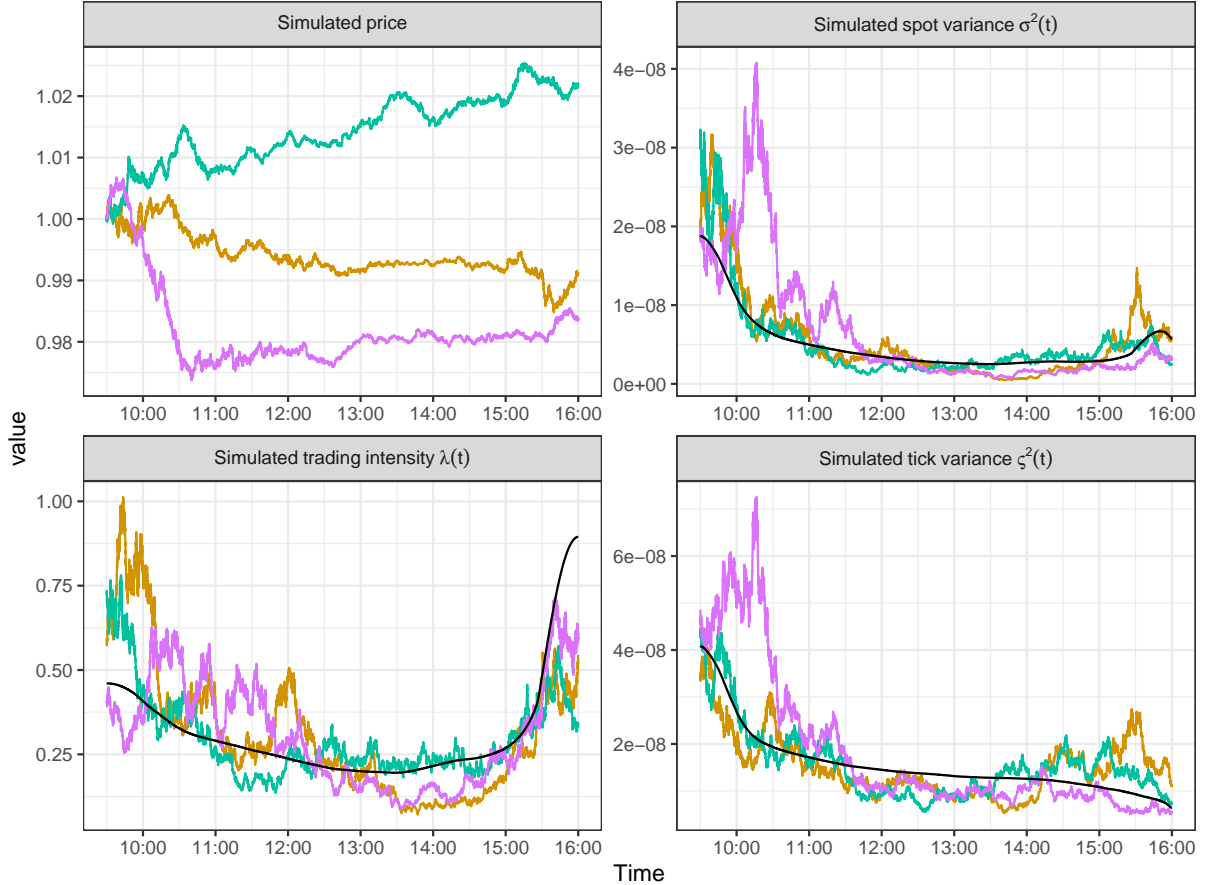 Simulated price
Simulated spot variance σ²(t)
1.02
1.01
1.00
0.99
0.98
4e−08
3e−08
2e−08
1e−08
0e+00
10:00 11:00 12:00 13:00 14:00 15:00 16:00
10:00 11:00 12:00 13:00 14:00 15:00 16:00
value
Simulated trading intensity λ(t)
Simulated tick variance ς²(t)
1.00
0.75
0.50
0.25
6e−08
4e−08
2e−08
10:00 11:00 12:00 13:00 14:00 15:00 16:00
10:00 11:00 12:00 13:00 14:00 15:00 16:00
Time